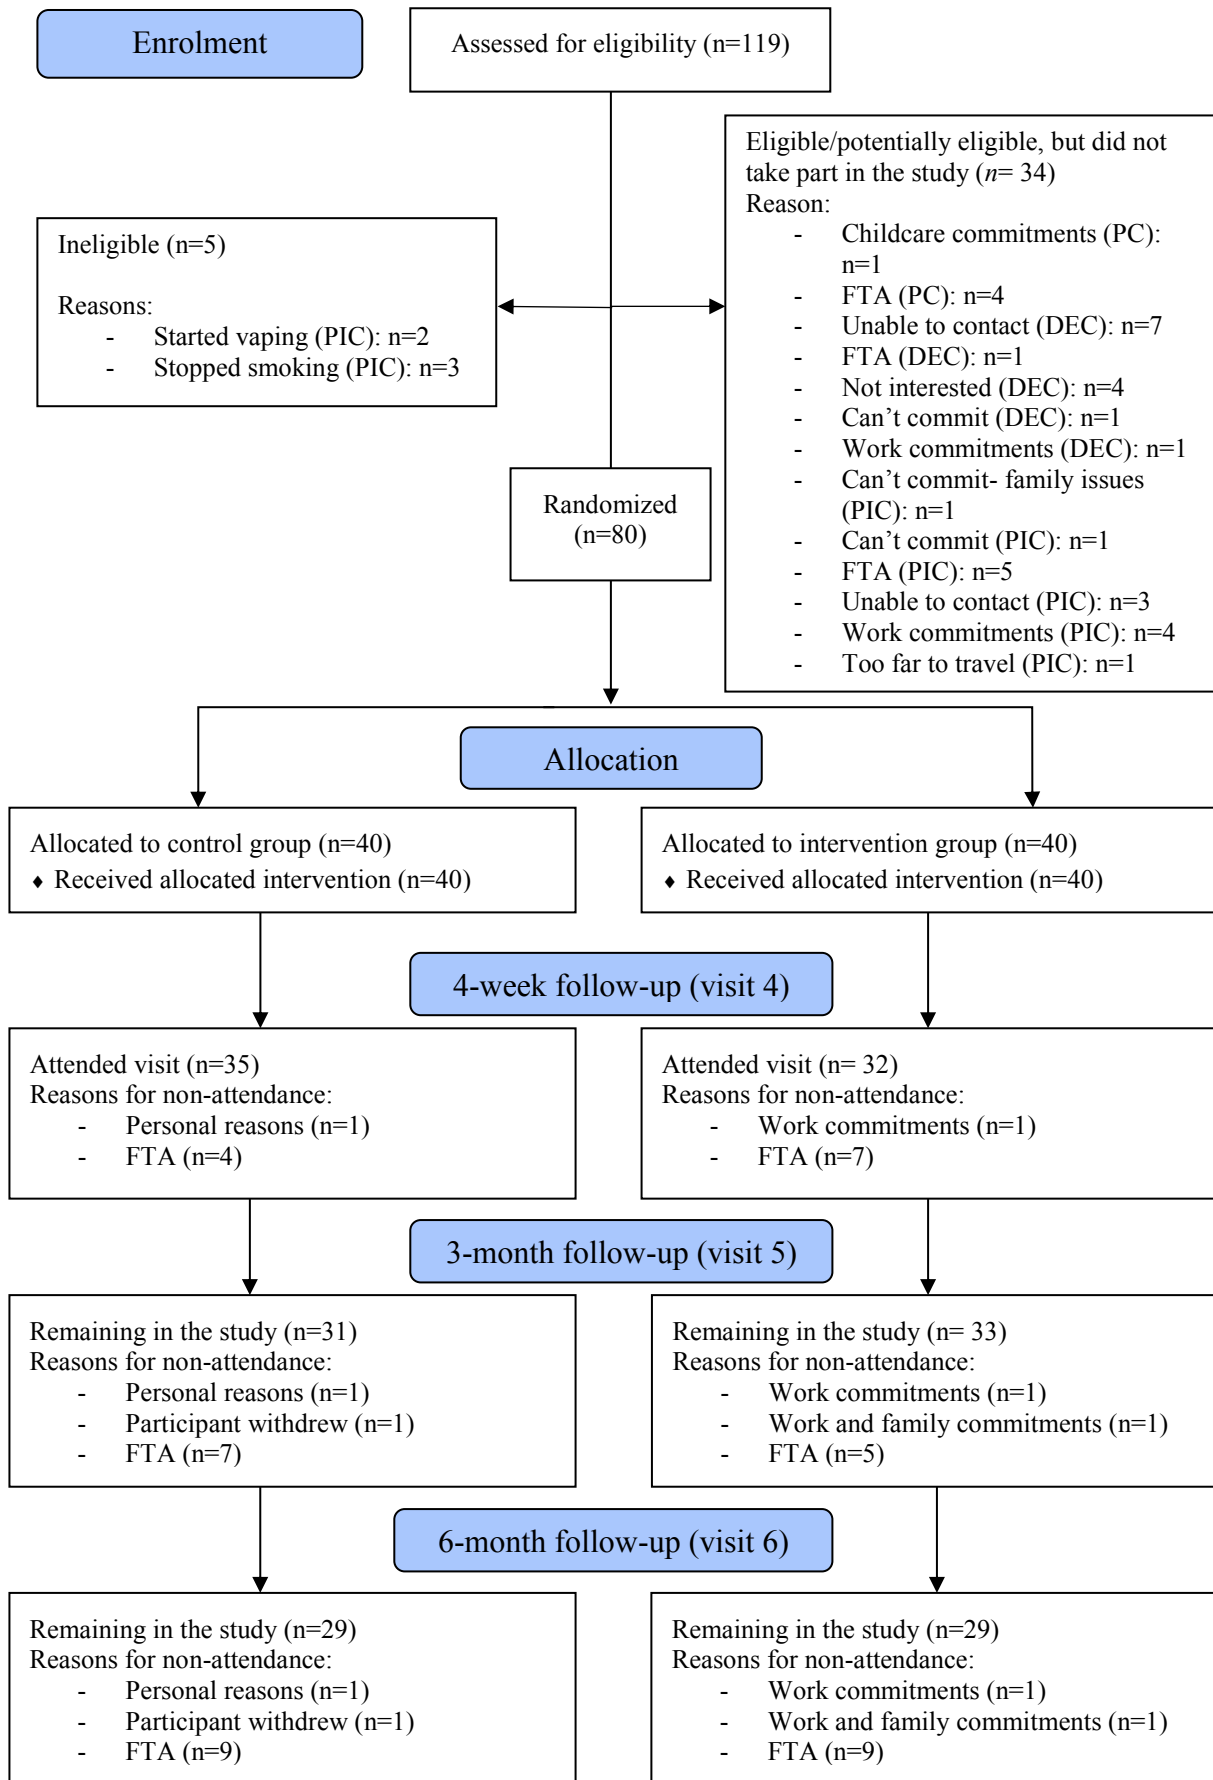 Enrolment
Assessed for eligibility (n=119)
Eligible/potentially eligible, but did not
take part in the study (n= 34)
Reason:
- Childcare commitments (PC):
n=1
- FTA (PC): n=4
- Unable to contact (DEC): n=7
- FTA (DEC): n=1
- Not interested (DEC): n=4
- Can't commit (DEC): n=1
- Work commitments (DEC): n=1
- Can't commit- family issues
(PIC): n=1
- Can't commit (PIC): n=1
- FTA (PIC): n=5
- Unable to contact (PIC): n=3
- Work commitments (PIC): n=4
- Too far to travel (PIC): n=1
Ineligible (n=5)
Reasons:
- Started vaping (PIC): n=2
- Stopped smoking (PIC): n=3
Randomized
(n=80)
Allocation
Allocated to control group (n=40)
♦ Received allocated intervention (n=40)
Allocated to intervention group (n=40)
♦ Received allocated intervention (n=40)
4-week follow-up (visit 4)
Attended visit (n=35)
Reasons for non-attendance:
- Personal reasons (n=1)
- FTA (n=4)
Attended visit (n= 32)
Reasons for non-attendance:
- Work commitments (n=1)
- FTA (n=7)
3-month follow-up (visit 5)
Remaining in the study (n=31)
Reasons for non-attendance:
- Personal reasons (n=1)
- Participant withdrew (n=1)
- FTA (n=7)
Remaining in the study (n= 33)
Reasons for non-attendance:
- Work commitments (n=1)
- Work and family commitments (n=1)
- FTA (n=5)
6-month follow-up (visit 6)
Remaining in the study (n=29)
Reasons for non-attendance:
- Personal reasons (n=1)
- Participant withdrew (n=1)
- FTA (n=9)
Remaining in the study (n=29)
Reasons for non-attendance:
- Work commitments (n=1)
- Work and family commitments (n=1)
- FTA (n=9)